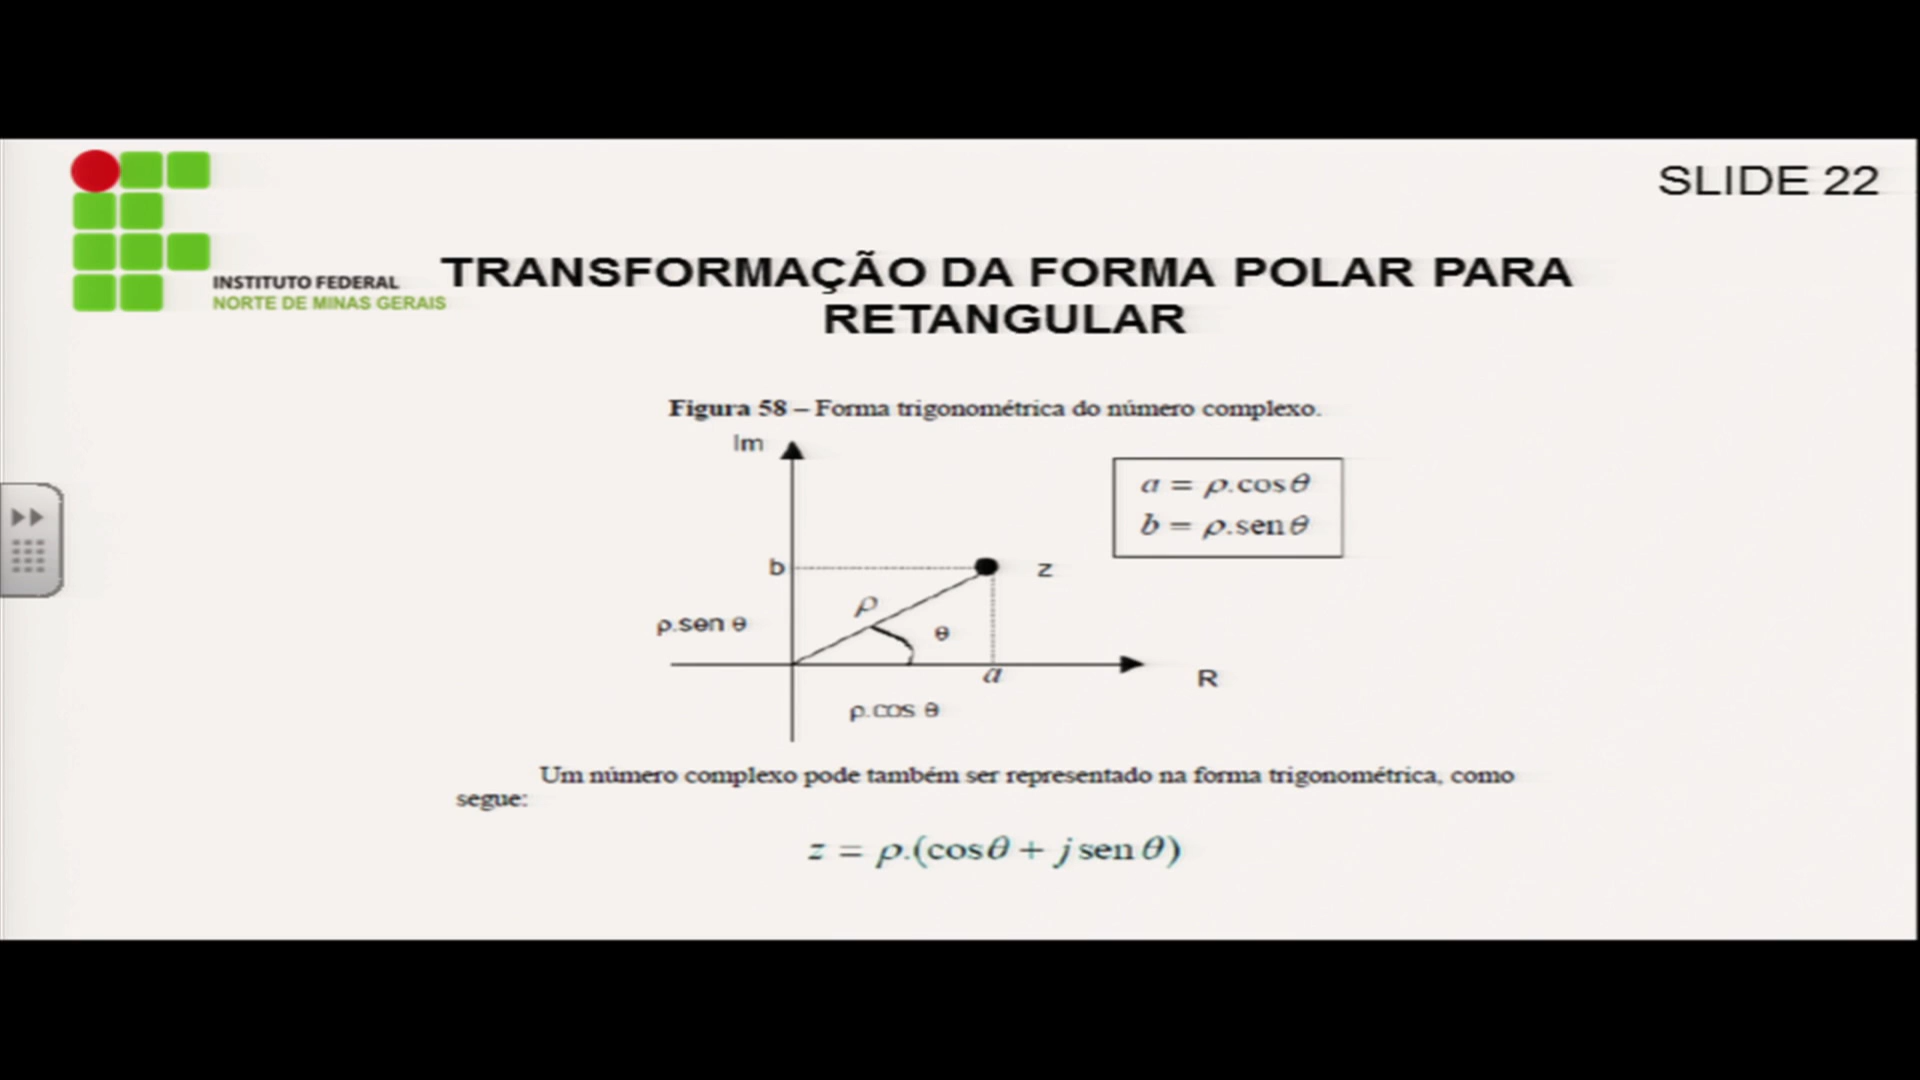 SLIDE 22
INSTITUTO FEDERAL
NORTE DE MINAS GERAIS
TRANSFORMAÇÃO DA FORMA POLAR PARA
RETANGULAR
Figura 58 – Forma trigonométrica do número complexo.
Im
a = ρ.cosθ
b = ρ.senθ
b
z
ρ
ρ.sen θ
θ
a
R
ρ.cos θ
Um número complexo pode também ser representado na forma trigonométrica, como
segue:
z = ρ.(cosθ + j senθ)